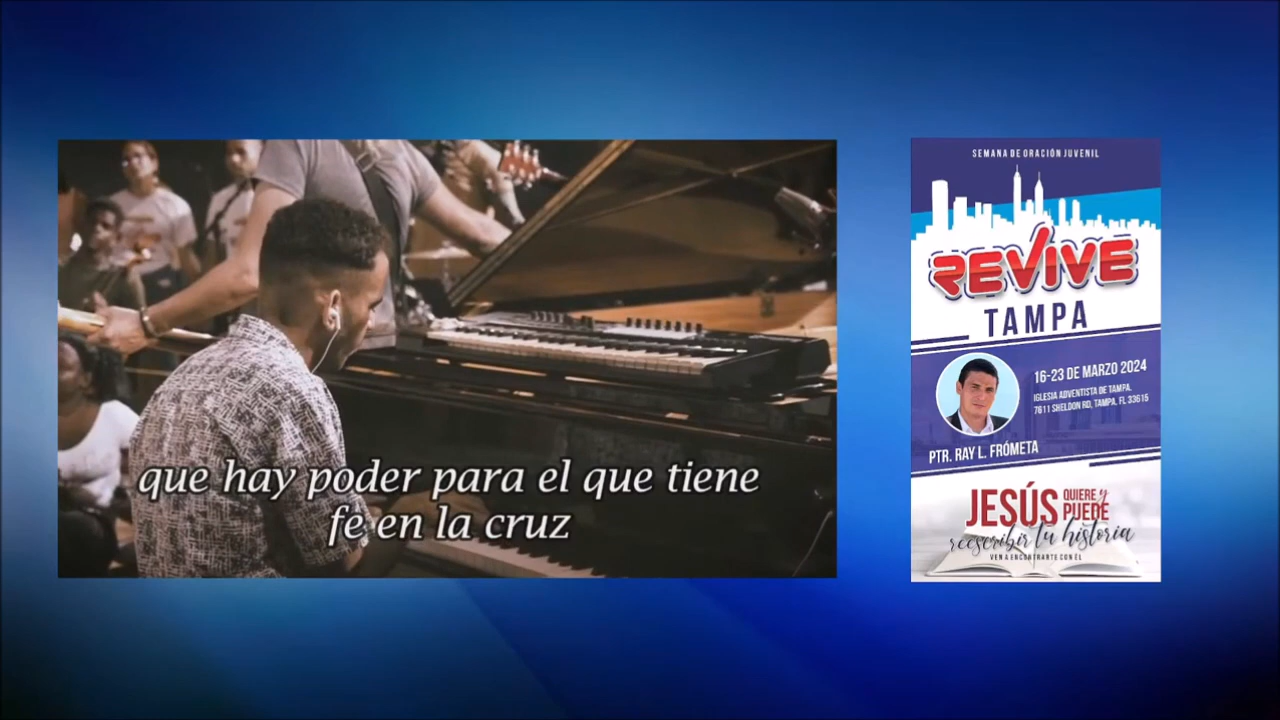 que hay poder para el que tiene
fe en la cruz
SEMANA DE ORACIÓN JUVENIL
REVIVE
TAMPA
16-23 DE MARZO 2024
IGLESIA ADVENTISTA DE TAMPA.
7611 SHELDON RD, TAMPA, FL 33615
PTR. RAY L. FRÓMETA
JESÚS QUIERE y PUEDE
reescribir tu historia
VEN A ENCONTRARTE CON EL